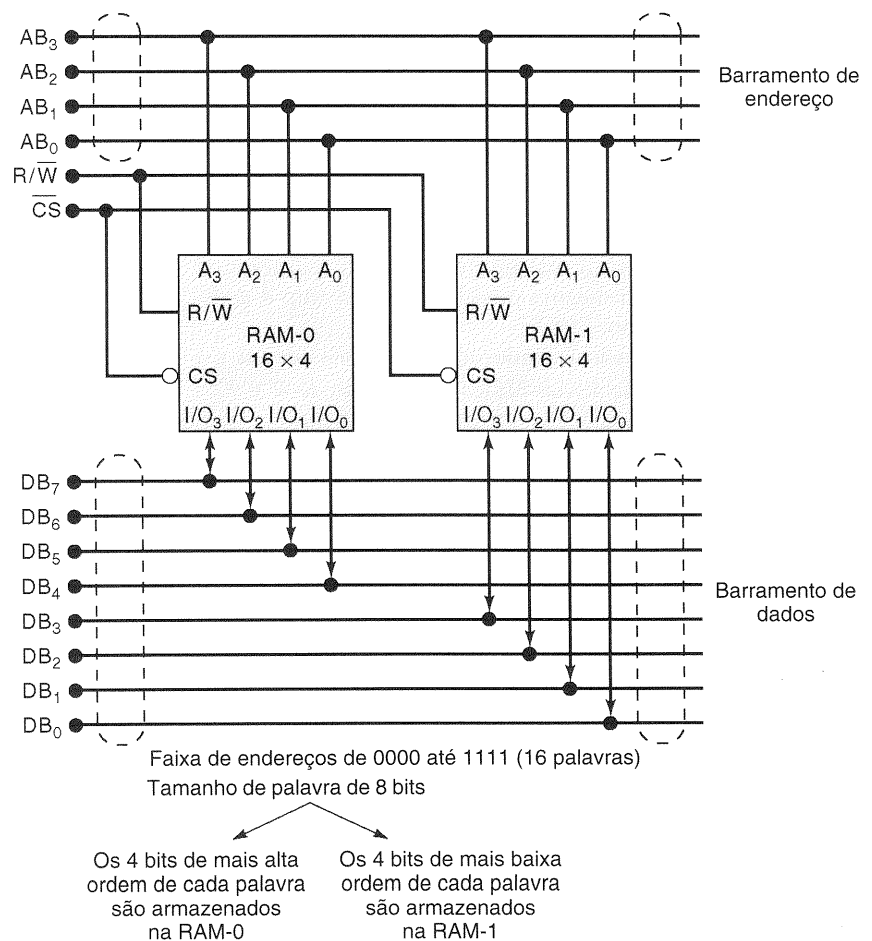 AB₃
AB₂
AB₁
AB₀
Barramento de
endereço
R/W̅
C̅S̅
A₃ A₂ A₁ A₀
R/W̅
RAM-0
16 × 4
CS
I/O₃ I/O₂ I/O₁ I/O₀
A₃ A₂ A₁ A₀
R/W̅
RAM-1
16 × 4
CS
I/O₃ I/O₂ I/O₁ I/O₀
DB₇
DB₆
DB₅
DB₄
DB₃
DB₂
DB₁
DB₀
Barramento de
dados
Faixa de endereços de 0000 até 1111 (16 palavras)
Tamanho de palavra de 8 bits
Os 4 bits de mais alta
ordem de cada palavra
são armazenados
na RAM-0
Os 4 bits de mais baixa
ordem de cada palavra
são armazenados
na RAM-1